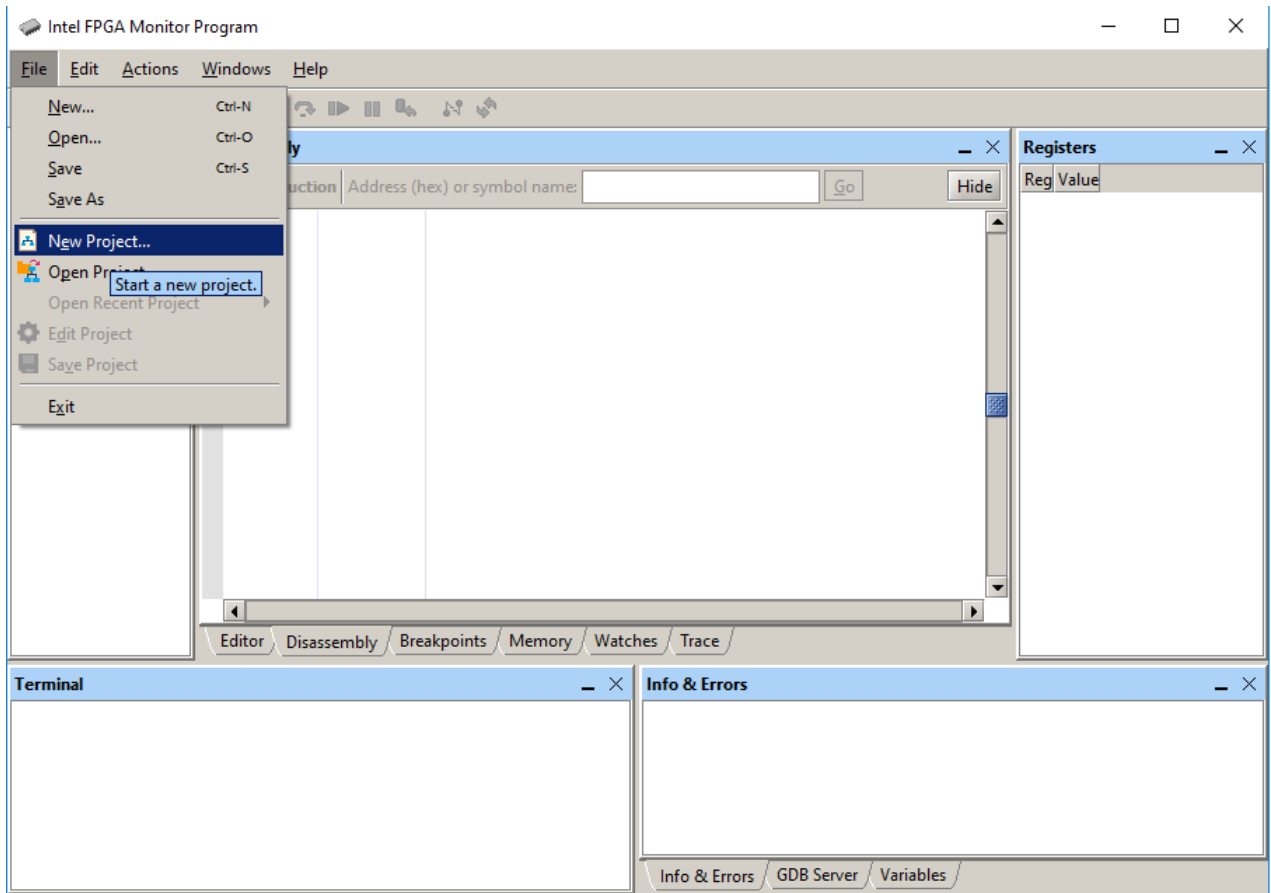 Intel FPGA Monitor Program
File Edit Actions Windows Help
New... Ctrl-N
Open... Ctrl-O
Save Ctrl-S
Save As
New Project...
Open
Start a new project.
Open Recent Project
Edit Project
Save Project
Exit
ly
uction Address (hex) or symbol name: Go Hide
Registers
Reg Value
Editor Disassembly Breakpoints Memory Watches Trace
Terminal
Info & Errors
Info & Errors GDB Server Variables